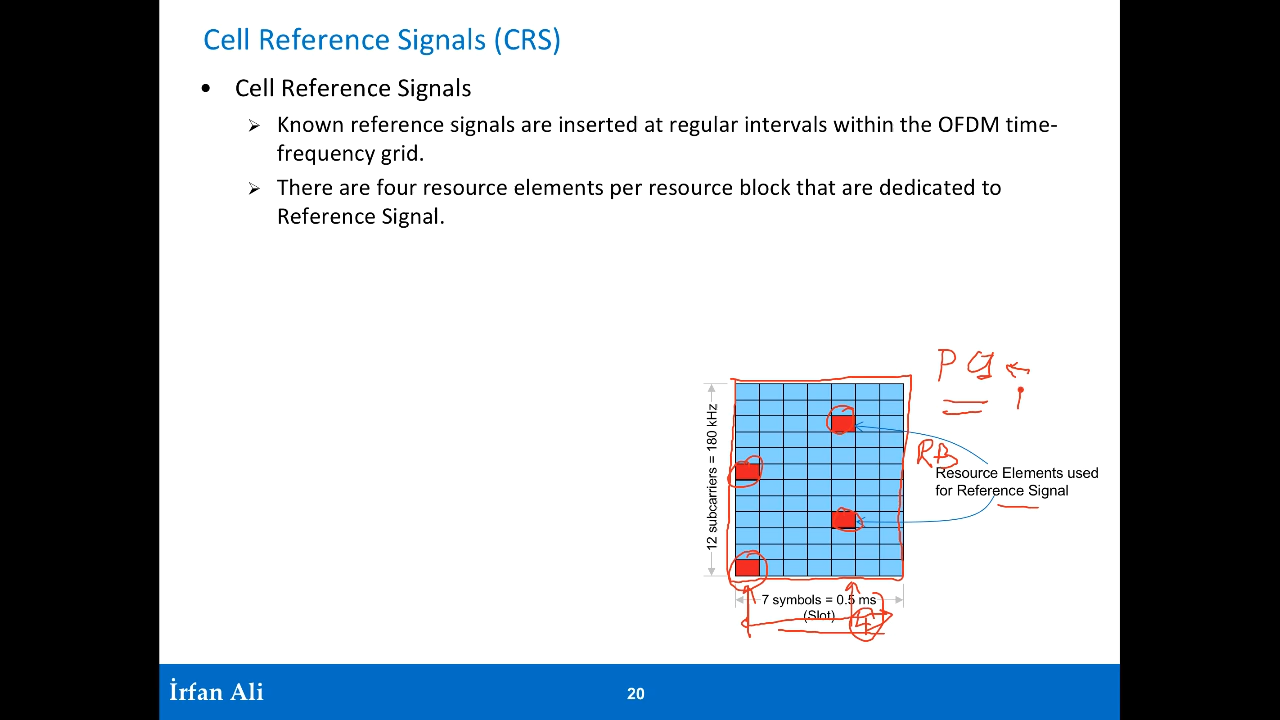 Cell Reference Signals (CRS)
• Cell Reference Signals
➢ Known reference signals are inserted at regular intervals within the OFDM time-
frequency grid.
➢ There are four resource elements per resource block that are dedicated to
Reference Signal.
12 subcarriers = 180 kHz
RB
Resource Elements used
for Reference Signal
7 symbols = 0.5 ms
(Slot)
İrfan Ali
20